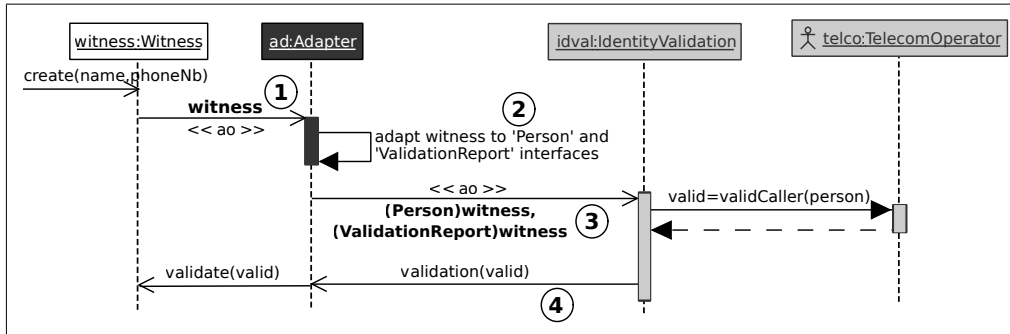 witness:Witness
ad:Adapter
idval:IdentityValidation
telco:TelecomOperator
create(name,phoneNb)
1
witness
<< ao >>
2
adapt witness to 'Person' and
'ValidationReport' interfaces
<< ao >>
(Person)witness,
(ValidationReport)witness
3
valid=validCaller(person)
validate(valid)
validation(valid)
4